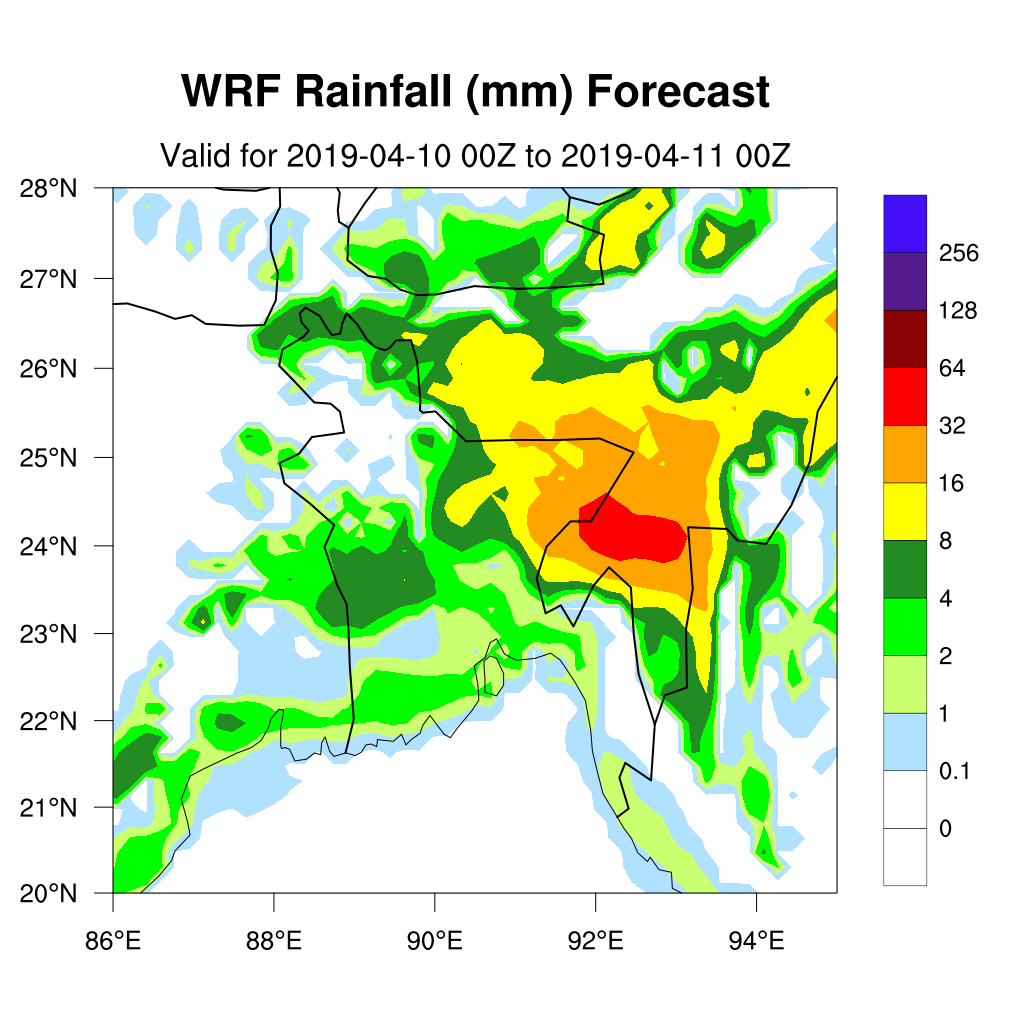 WRF Rainfall (mm) Forecast
Valid for 2019-04-10 00Z to 2019-04-11 00Z
28°N
27°N
26°N
25°N
24°N
23°N
22°N
21°N
20°N
86°E
88°E
90°E
92°E
94°E
256
128
64
32
16
8
4
2
1
0.1
0